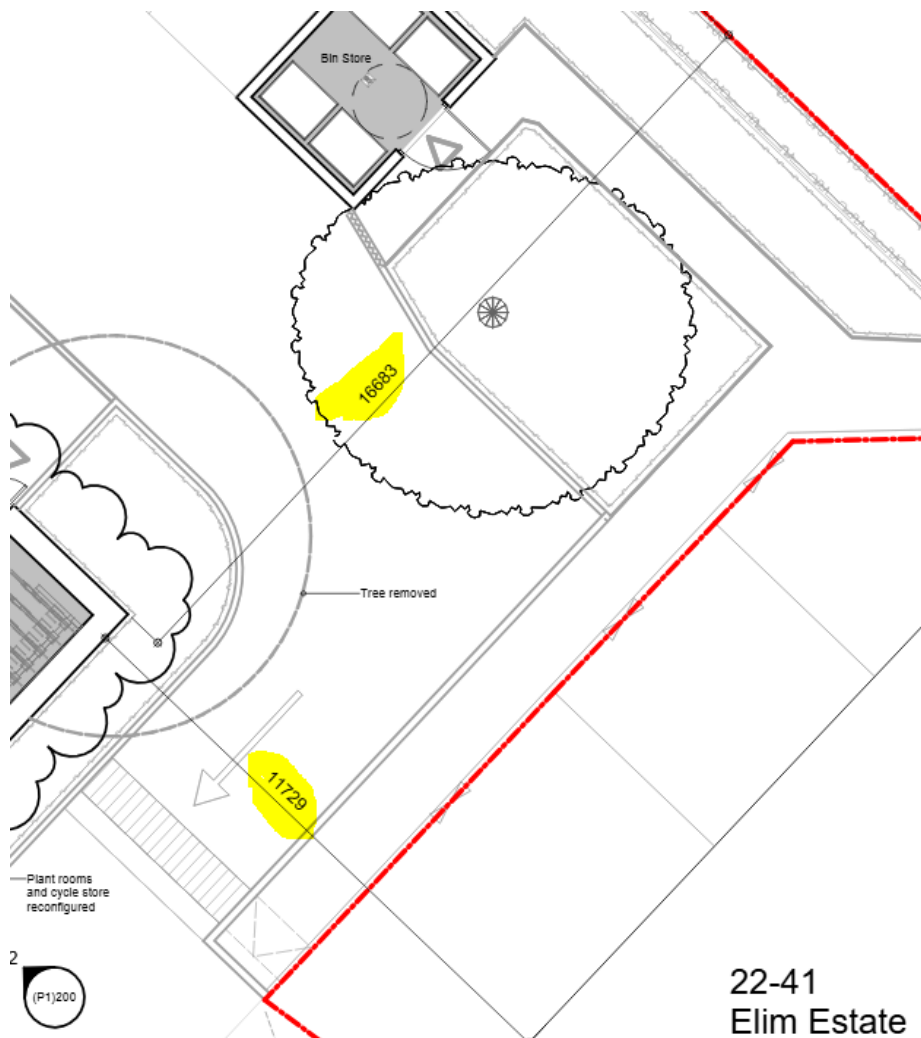 Bin Store
16683
Tree removed
11729
Plant rooms
and cycle store
reconfigured
2
(P1)200
22-41
Elim Estate